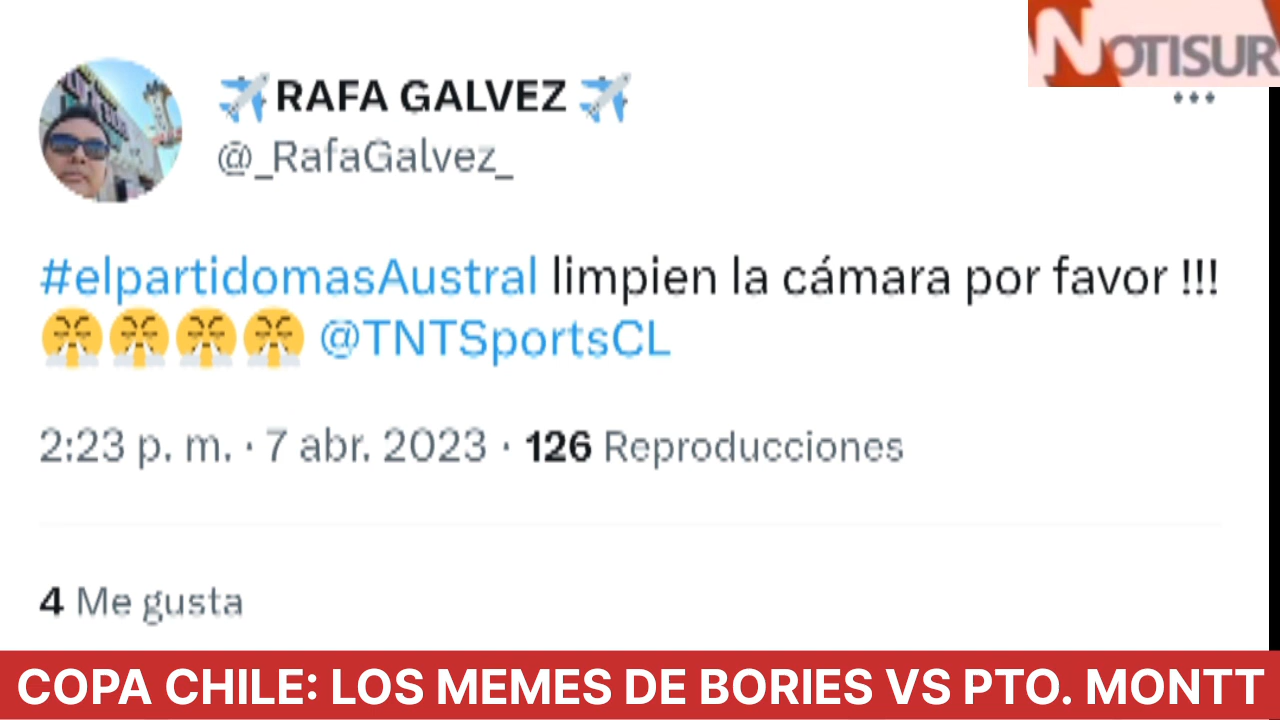 NOTISUR
✈️RAFA GALVEZ ✈️
@_RafaGalvez_
#elpartidomasAustral limpien la cámara por favor !!!
😤😤😤😤 @TNTSportsCL
2:23 p. m. · 7 abr. 2023 · 126 Reproducciones
4 Me gusta
COPA CHILE: LOS MEMES DE BORIES VS PTO. MONTT